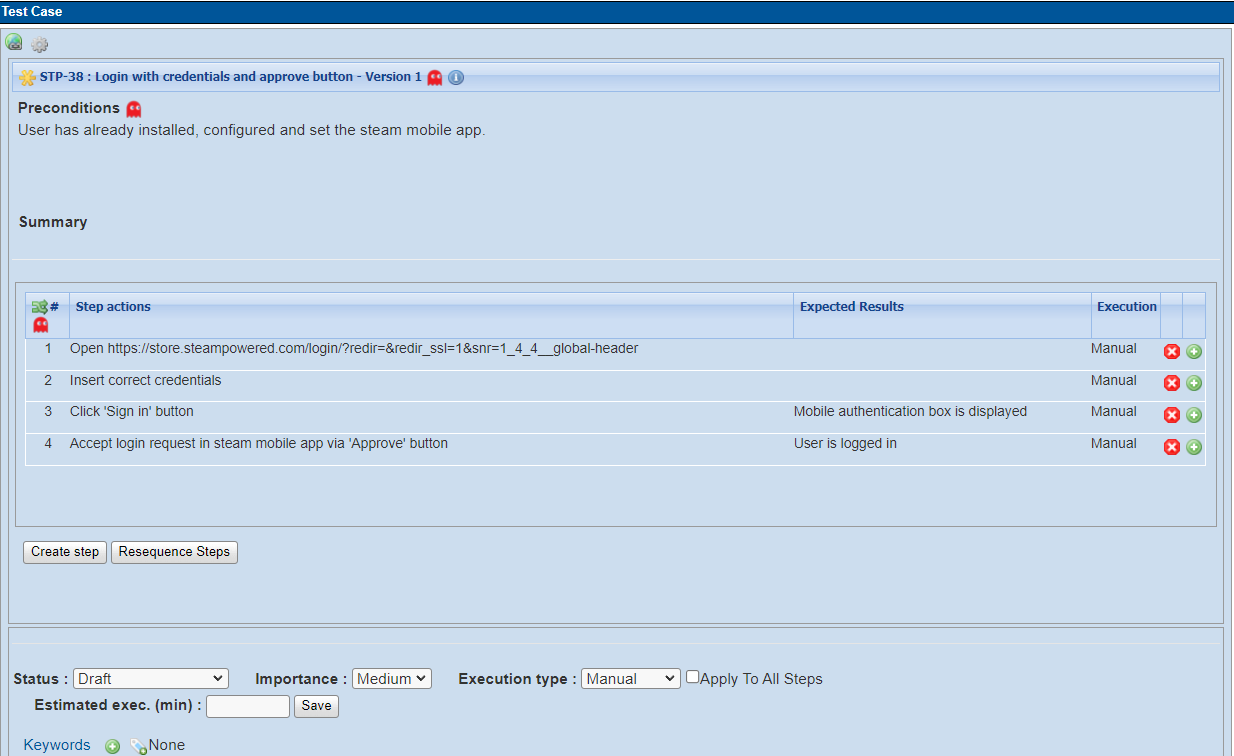 Test Case
STP-38 : Login with credentials and approve button - Version 1
Preconditions
User has already installed, configured and set the steam mobile app.
Summary
# Step actions Expected Results Execution
1 Open https://store.steampowered.com/login/?redir=&redir_ssl=1&snr=1_4_4__global-header Manual
2 Insert correct credentials Manual
3 Click 'Sign in' button Mobile authentication box is displayed Manual
4 Accept login request in steam mobile app via 'Approve' button User is logged in Manual
Create step Resequence Steps
Status : Draft Importance : Medium Execution type : Manual Apply To All Steps
Estimated exec. (min) : Save
Keywords None